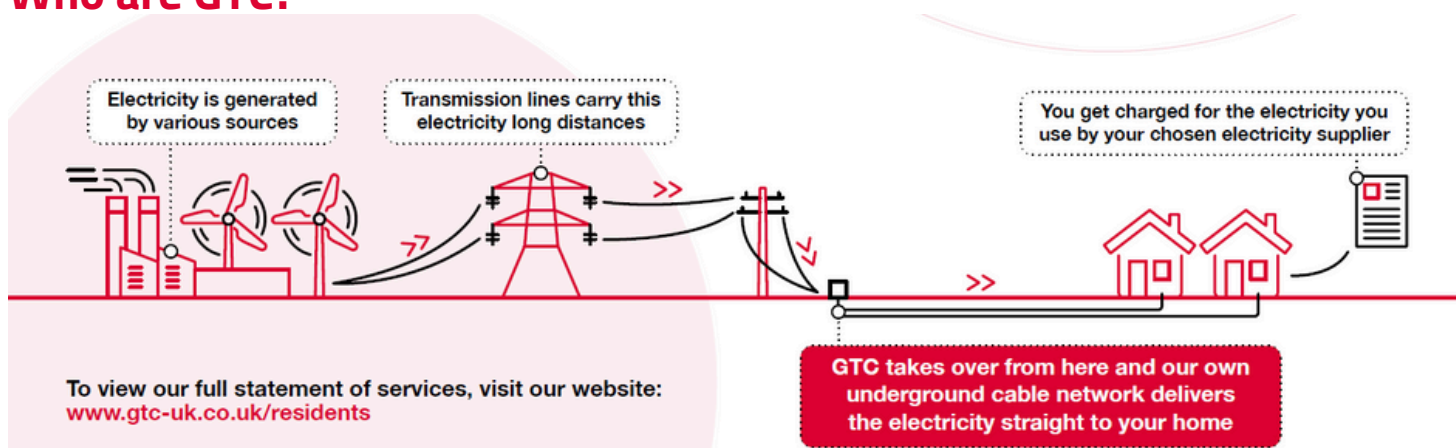 Who are GTC?
Electricity is generated
by various sources
Transmission lines carry this
electricity long distances
You get charged for the electricity you
use by your chosen electricity supplier
GTC takes over from here and our own
underground cable network delivers
the electricity straight to your home
To view our full statement of services, visit our website:
www.gtc-uk.co.uk/residents